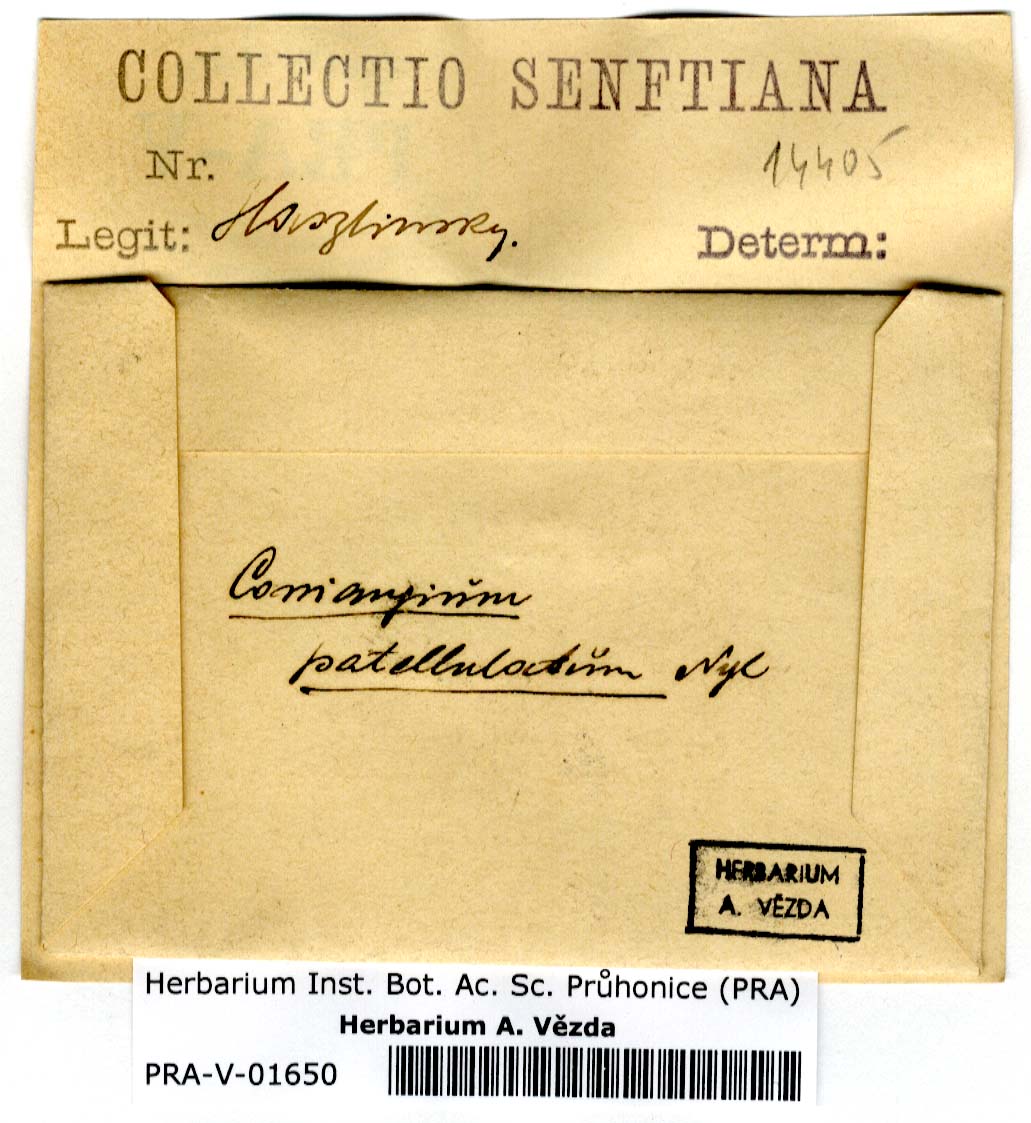 COLLECTIO SENFTIANA
Nr.
14405
Legit: Hazslinsky.
Determ:
Coniangium
patellulatum Nyl
HERBARIUM
A. VĚZDA
Herbarium Inst. Bot. Ac. Sc. Průhonice (PRA)
Herbarium A. Vězda
PRA-V-01650